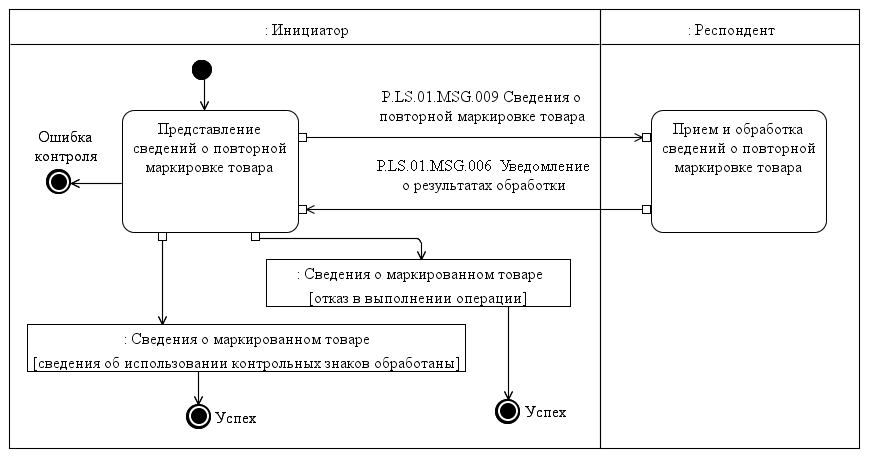 : Инициатор
: Респондент
P.LS.01.MSG.009 Сведения о
повторной маркировке товара
Представление
сведений о повторной
маркировке товара
Прием и обработка
сведений о повторной
маркировке товара
Ошибка
контроля
P.LS.01.MSG.006 Уведомление
о результатах обработки
: Сведения о маркированном товаре
[отказ в выполнении операции]
: Сведения о маркированном товаре
[сведения об использовании контрольных знаков обработаны]
Успех
Успех